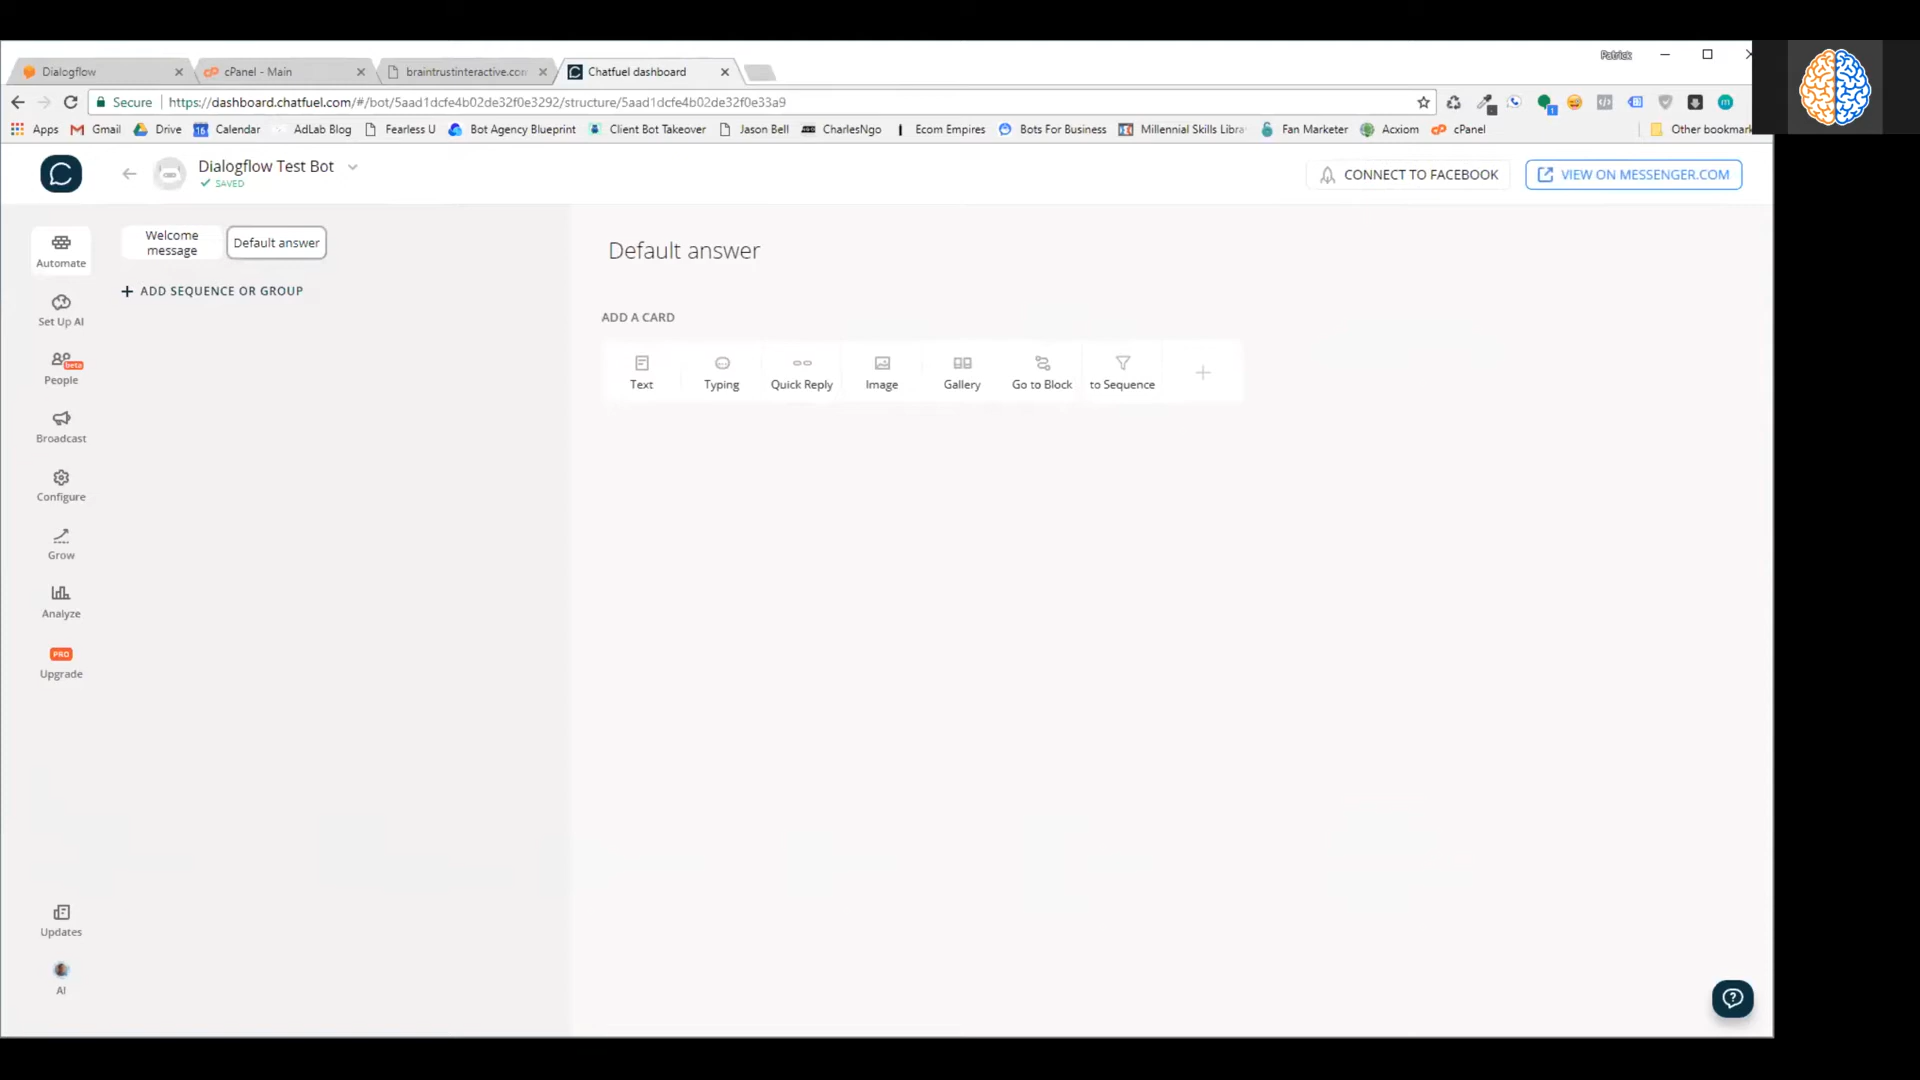 Patrick
Dialogflow
cPanel - Main
braintrustinteractive.com
Chatfuel dashboard
Secure
https://dashboard.chatfuel.com/#/bot/5aad1dcfe4b02de32f0e3292/structure/5aad1dcfe4b02de32f0e33a9
Apps
Gmail
Drive
16
Calendar
AdLab Blog
Fearless U
Bot Agency Blueprint
Client Bot Takeover
Jason Bell
CharlesNgo
Ecom Empires
Bots For Business
Millennial Skills Libra
Fan Marketer
Acxiom
cPanel
Other bookmark
Dialogflow Test Bot
SAVED
CONNECT TO FACEBOOK
VIEW ON MESSENGER.COM
Automate
Set Up AI
beta
People
Broadcast
Configure
Grow
Analyze
PRO
Upgrade
Updates
AI
Welcome
message
Default answer
ADD SEQUENCE OR GROUP
Default answer
ADD A CARD
Text
Typing
Quick Reply
Image
Gallery
Go to Block
to Sequence